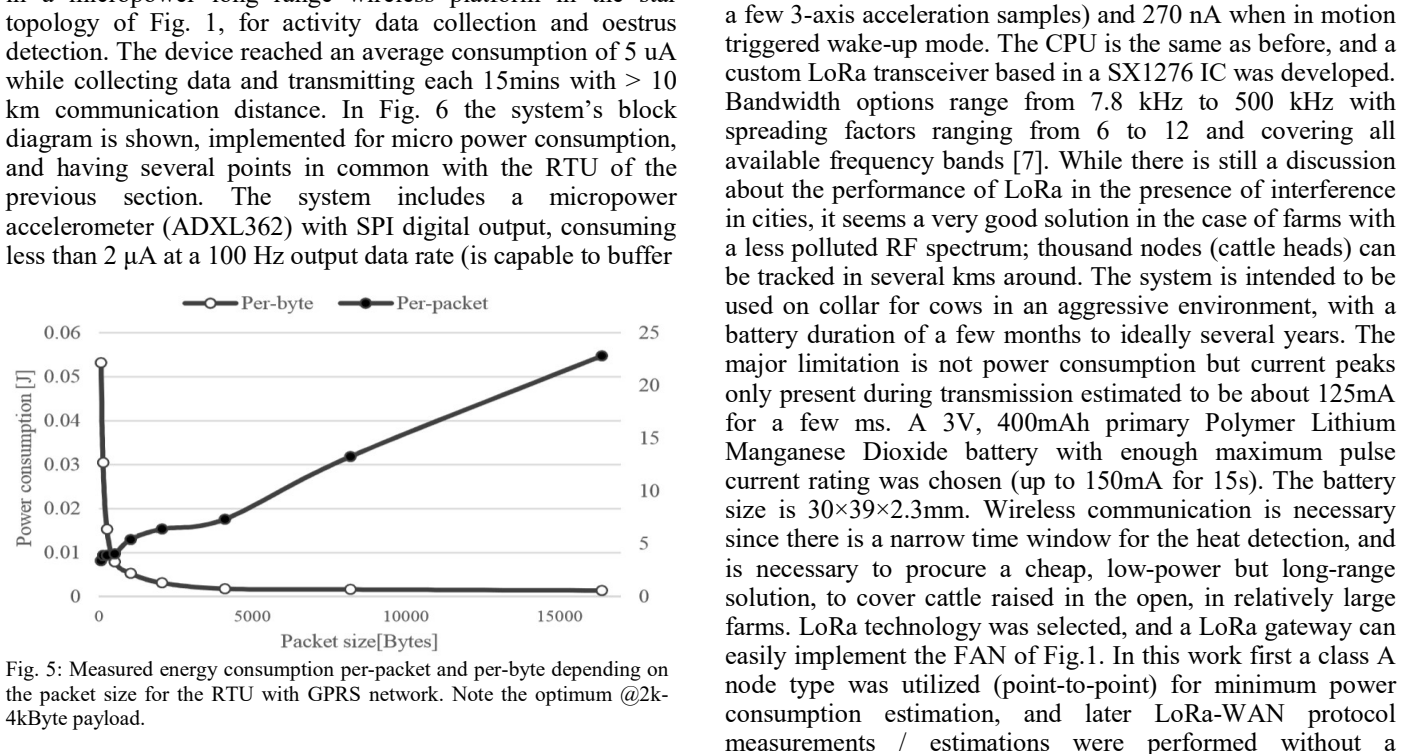 in a micropower long range wireless platform in the star
topology of Fig. 1, for activity data collection and oestrus
detection. The device reached an average consumption of 5 uA
while collecting data and transmitting each 15mins with > 10
km communication distance. In Fig. 6 the system's block
diagram is shown, implemented for micro power consumption,
and having several points in common with the RTU of the
previous section. The system includes a micropower
accelerometer (ADXL362) with SPI digital output, consuming
less than 2 μA at a 100 Hz output data rate (is capable to buffer
Per-byte Per-packet
0.06 25
0.05 20
0.04 15
0.03
0.02 10
0.01 5
0 0
Power consumption [J]
0 5000 10000 15000
Packet size[Bytes]
Fig. 5: Measured energy consumption per-packet and per-byte depending on
the packet size for the RTU with GPRS network. Note the optimum @2k-
4kByte payload.
a few 3-axis acceleration samples) and 270 nA when in motion
triggered wake-up mode. The CPU is the same as before, and a
custom LoRa transceiver based in a SX1276 IC was developed.
Bandwidth options range from 7.8 kHz to 500 kHz with
spreading factors ranging from 6 to 12 and covering all
available frequency bands [7]. While there is still a discussion
about the performance of LoRa in the presence of interference
in cities, it seems a very good solution in the case of farms with
a less polluted RF spectrum; thousand nodes (cattle heads) can
be tracked in several kms around. The system is intended to be
used on collar for cows in an aggressive environment, with a
battery duration of a few months to ideally several years. The
major limitation is not power consumption but current peaks
only present during transmission estimated to be about 125mA
for a few ms. A 3V, 400mAh primary Polymer Lithium
Manganese Dioxide battery with enough maximum pulse
current rating was chosen (up to 150mA for 15s). The battery
size is 30×39×2.3mm. Wireless communication is necessary
since there is a narrow time window for the heat detection, and
is necessary to procure a cheap, low-power but long-range
solution, to cover cattle raised in the open, in relatively large
farms. LoRa technology was selected, and a LoRa gateway can
easily implement the FAN of Fig.1. In this work first a class A
node type was utilized (point-to-point) for minimum power
consumption estimation, and later LoRa-WAN protocol
measurements / estimations were performed without a